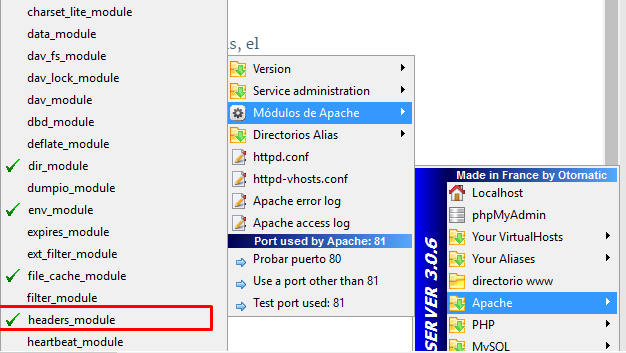 charset_lite_module
data_module
dav_fs_module
dav_lock_module
dav_module
dbd_module
deflate_module
dir_module
dumpio_module
env_module
expires_module
ext_filter_module
file_cache_module
filter_module
headers_module
heartbeat_module
s, el
Version
Service administration
Módulos de Apache
Directorios Alias
httpd.conf
httpd-vhosts.conf
Apache error log
Apache access log
Port used by Apache: 81
Probar puerto 80
Use a port other than 81
Test port used: 81
Made in France by Otomatic
Localhost
phpMyAdmin
Your VirtualHosts
Your Aliases
directorio www
Apache
PHP
MySQL
SERVER 3.0.6